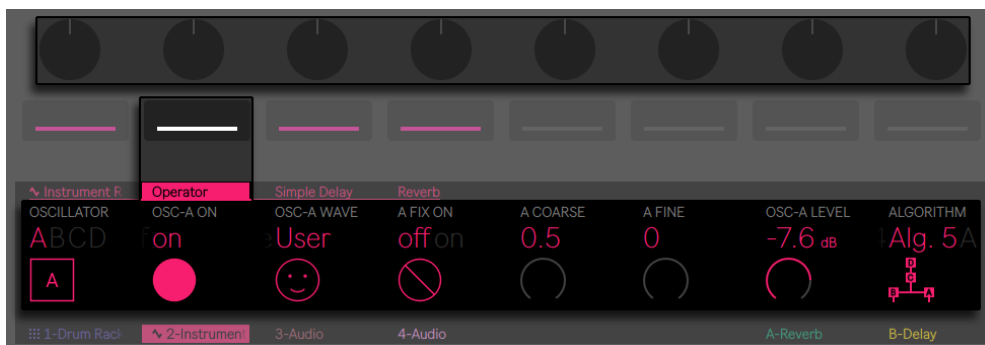 Instrument R Operator Simple Delay Reverb
OSCILLATOR OSC-A ON OSC-A WAVE A FIX ON A COARSE A FINE OSC-A LEVEL ALGORITHM
ABCD on User off on 0.5 0 -7.6 dB Alg. 5
A D
C
B A
1-Drum Rack 2-Instrument 3-Audio 4-Audio A-Reverb B-Delay